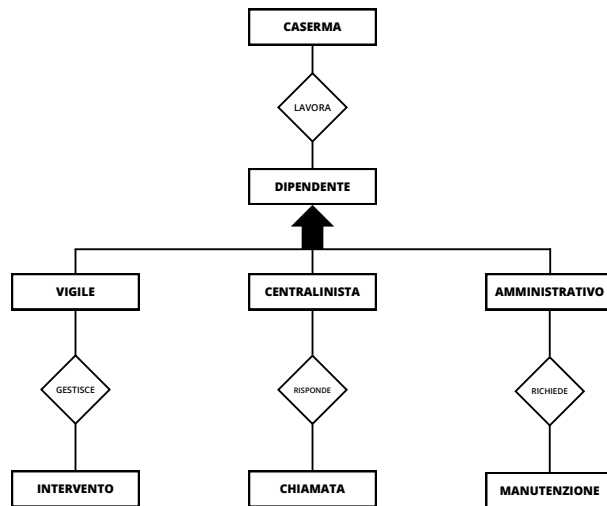 CASERMA
LAVORA
DIPENDENTE
VIGILE
CENTRALINISTA
AMMINISTRATIVO
GESTISCE
RISPONDE
RICHIEDE
INTERVENTO
CHIAMATA
MANUTENZIONE